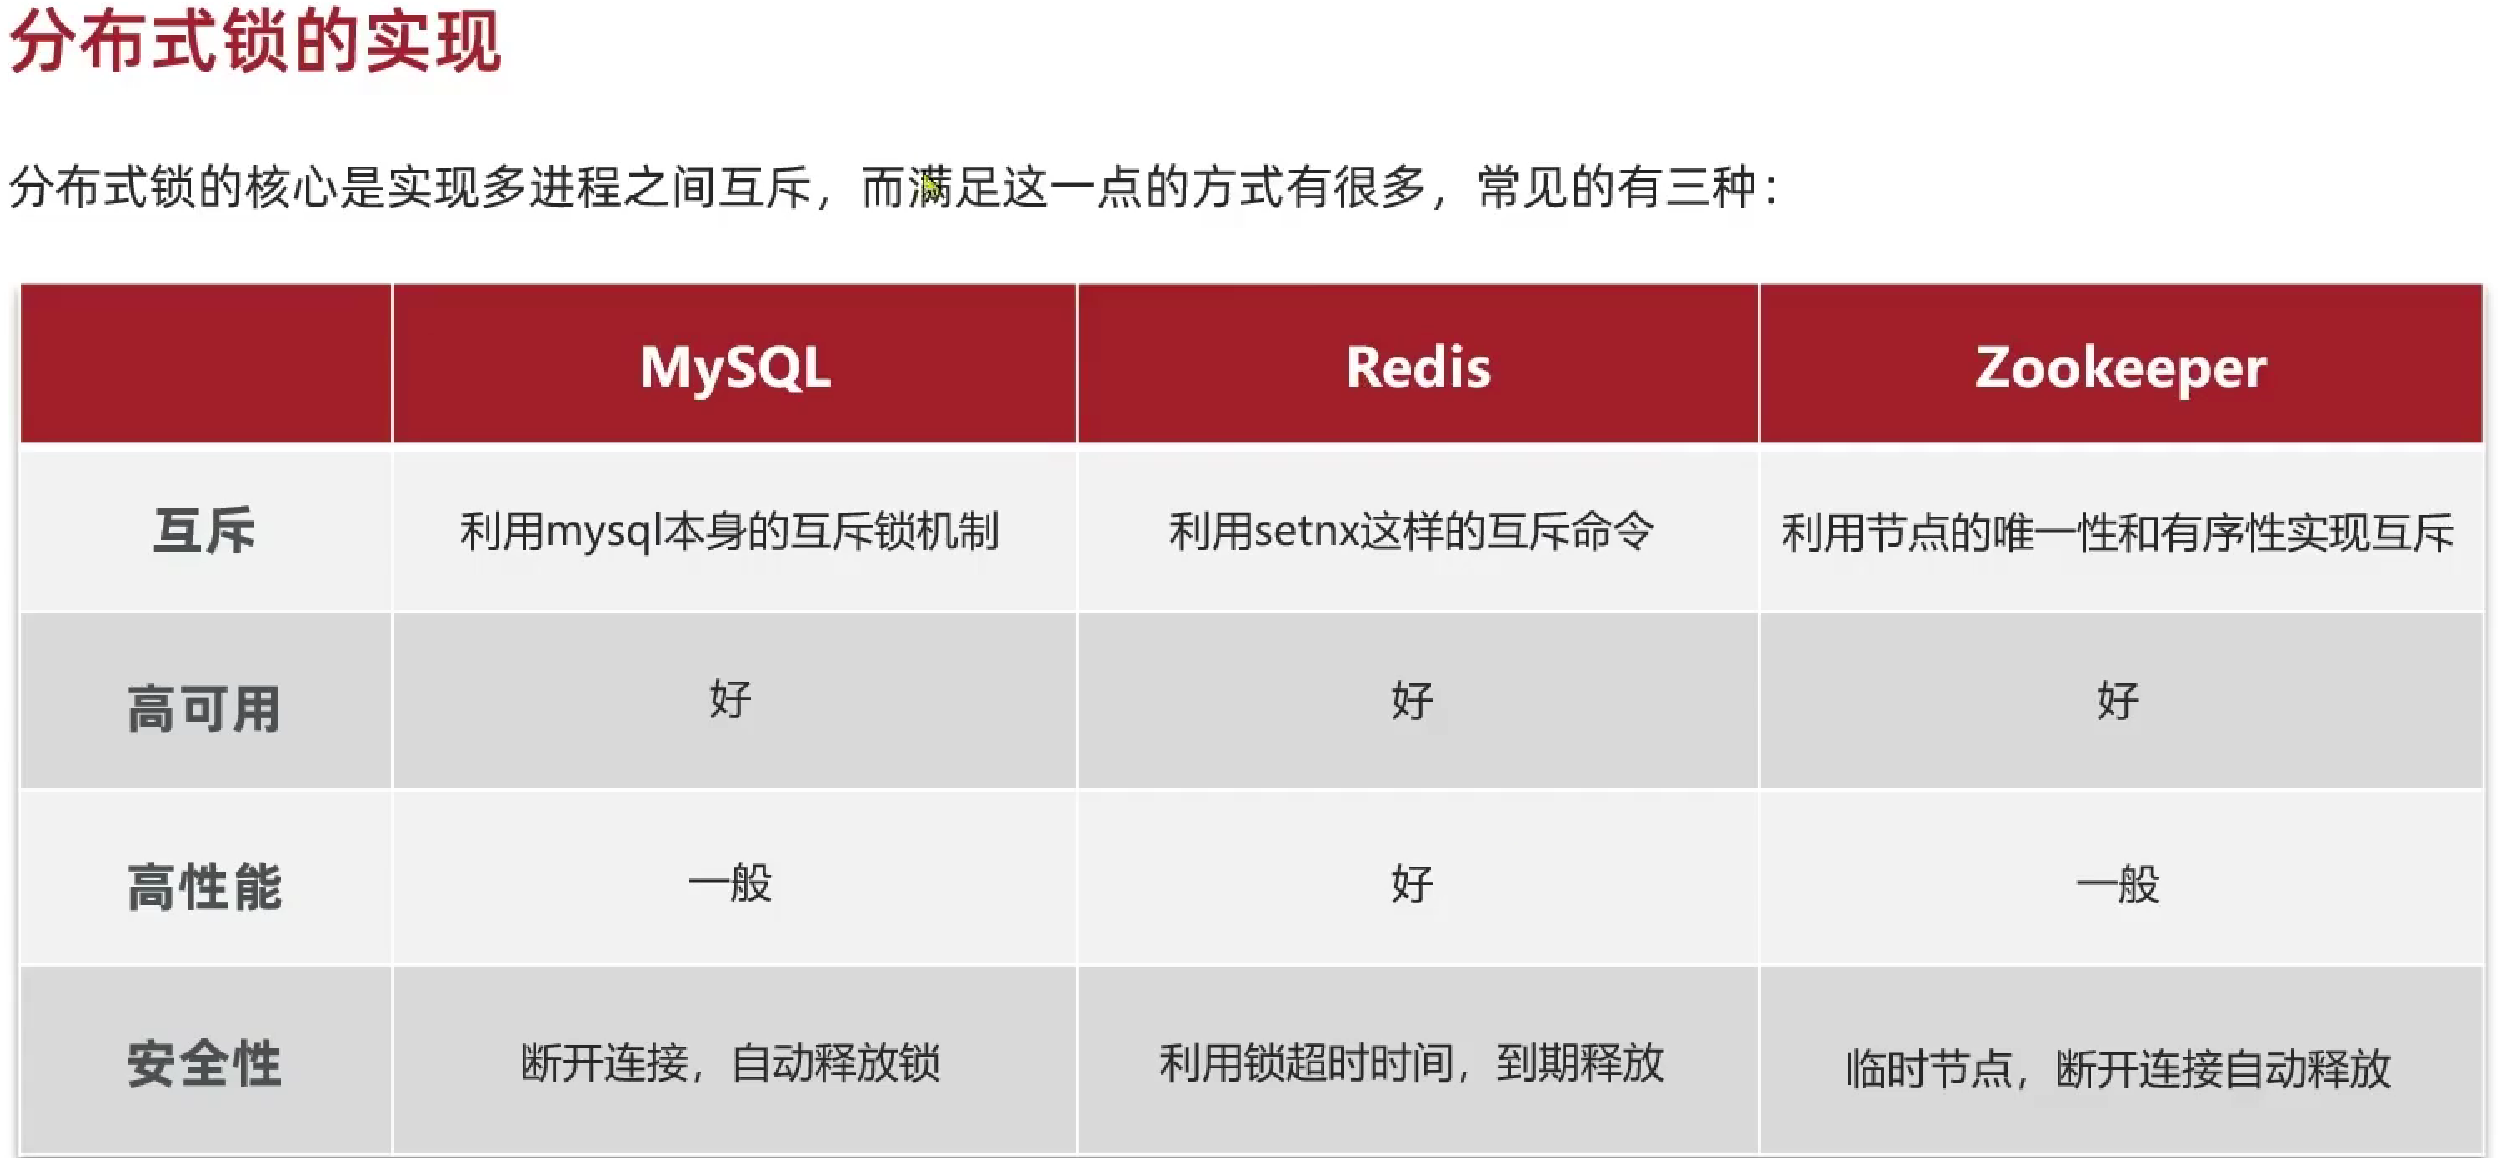 分布式锁的实现
分布式锁的核心是实现多进程之间互斥，而满足这一点的方式有很多，常见的有三种：
MySQL Redis Zookeeper
互斥 利用mysql本身的互斥锁机制 利用setnx这样的互斥命令 利用节点的唯一性和有序性实现互斥
高可用 好 好 好
高性能 一般 好 一般
安全性 断开连接，自动释放锁 利用锁超时时间，到期释放 临时节点，断开连接自动释放